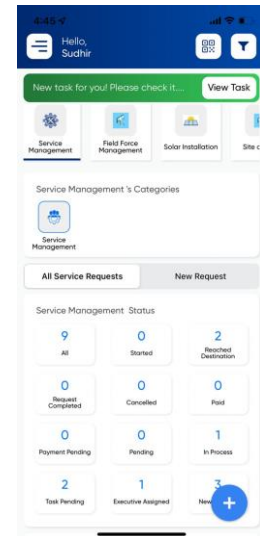 4:45
Hello,
Sudhir
New task for you! Please check it...
View Task
Service
Management
Field Force
Management
Solar Installation
Site
Service Management 's Categories
Service
Management
All Service Requests
New Request
Service Management Status
9
All
0
Started
2
Reached
Destination
0
Request
Completed
0
Cancelled
0
Paid
0
Payment Pending
0
Pending
1
In Process
2
Task Pending
1
Executive Assigned
3
New
+